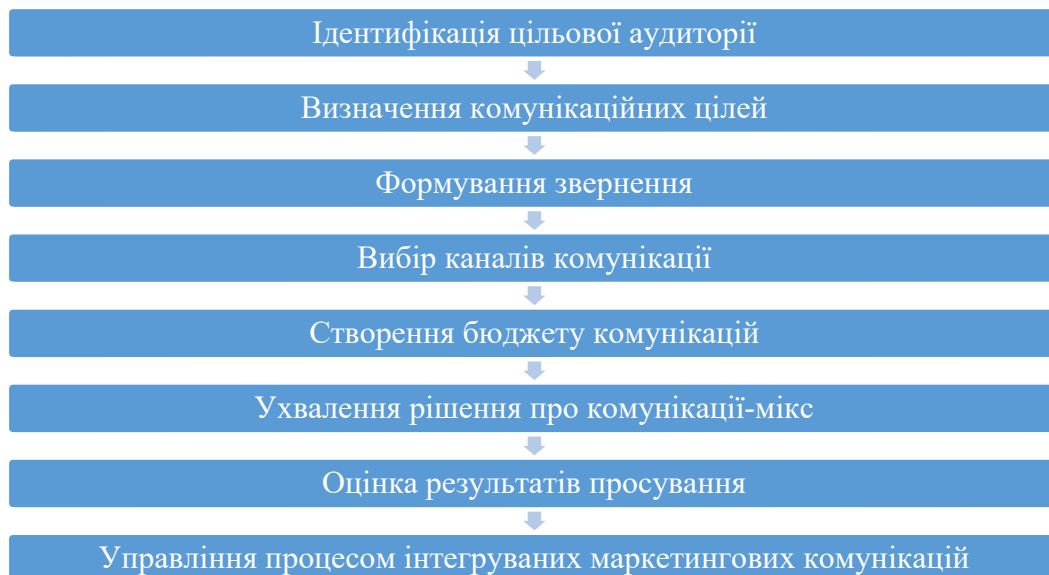 Ідентифікація цільової аудиторії
Визначення комунікаційних цілей
Формування звернення
Вибір каналів комунікації
Створення бюджету комунікацій
Ухвалення рішення про комунікації-мікс
Оцінка результатів просування
Управління процесом інтегруваних маркетингових комунікацій